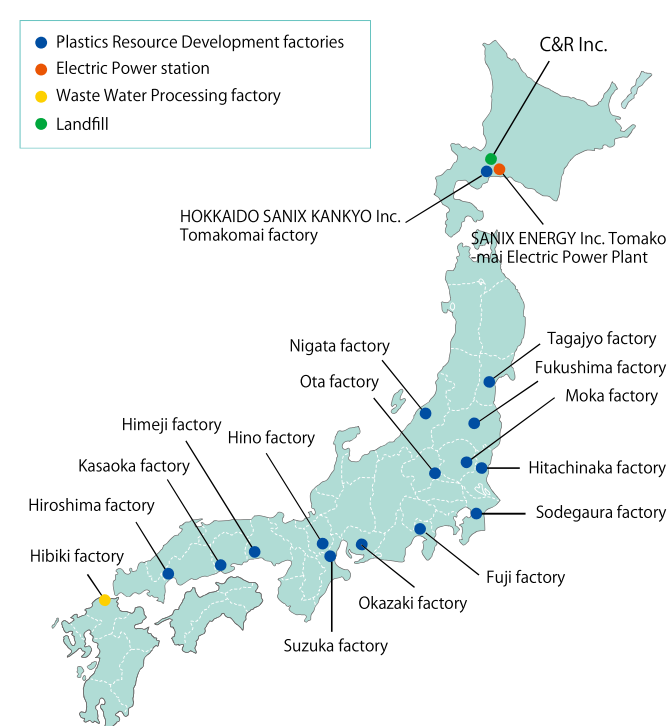 Plastics Resource Development factories
Electric Power station
Waste Water Processing factory
Landfill
C&R Inc.
HOKKAIDO SANIX KANKYO Inc.
Tomakomai factory
SANIX ENERGY Inc. Tomako
-mai Electric Power Plant
Tagajyo factory
Nigata factory
Fukushima factory
Ota factory
Moka factory
Himeji factory
Hino factory
Kasaoka factory
Hitachinaka factory
Hiroshima factory
Sodegaura factory
Hibiki factory
Fuji factory
Okazaki factory
Suzuka factory